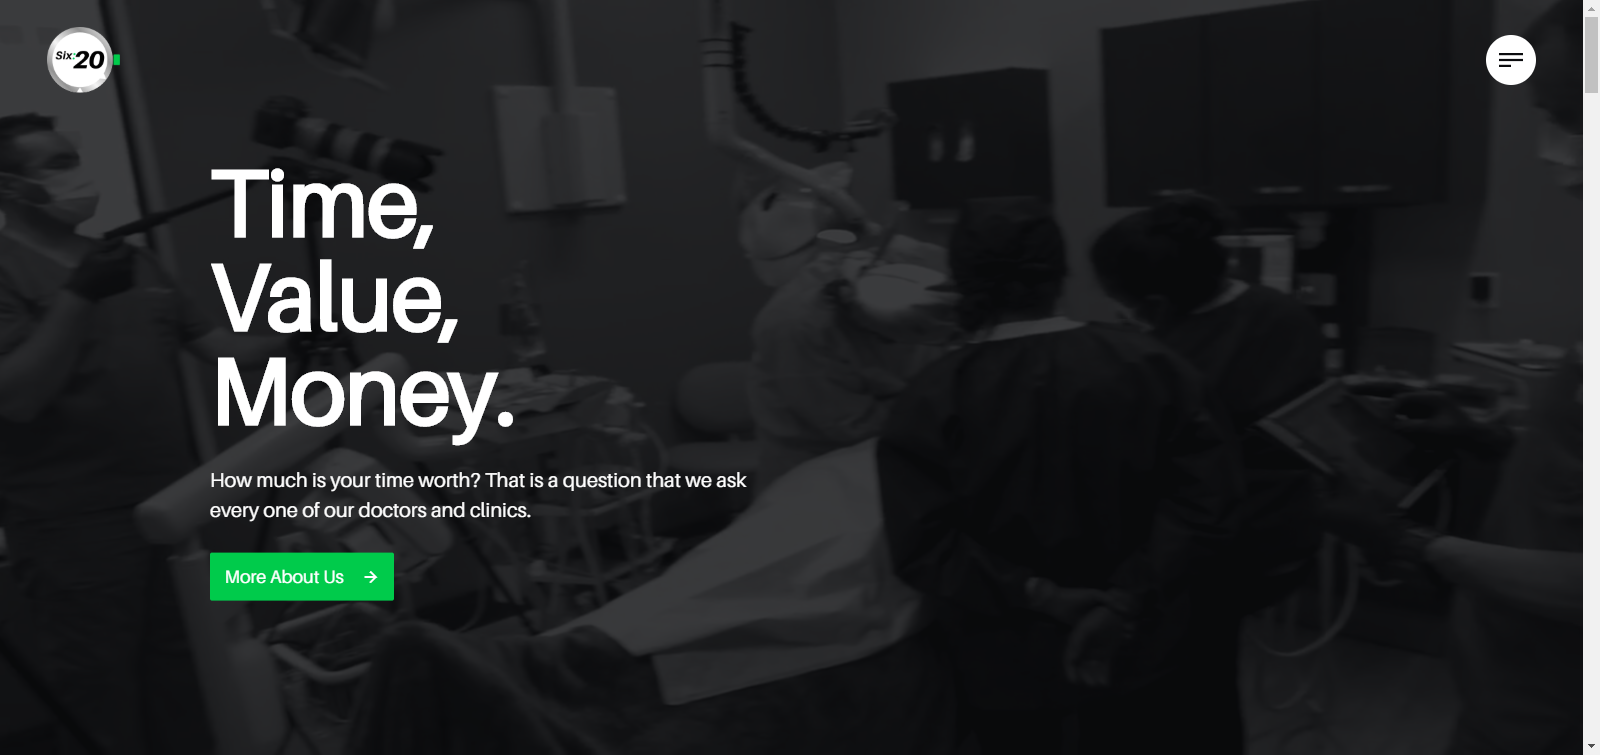 Six:20
Time,
Value,
Money.
How much is your time worth? That is a question that we ask
every one of our doctors and clinics.
More About Us